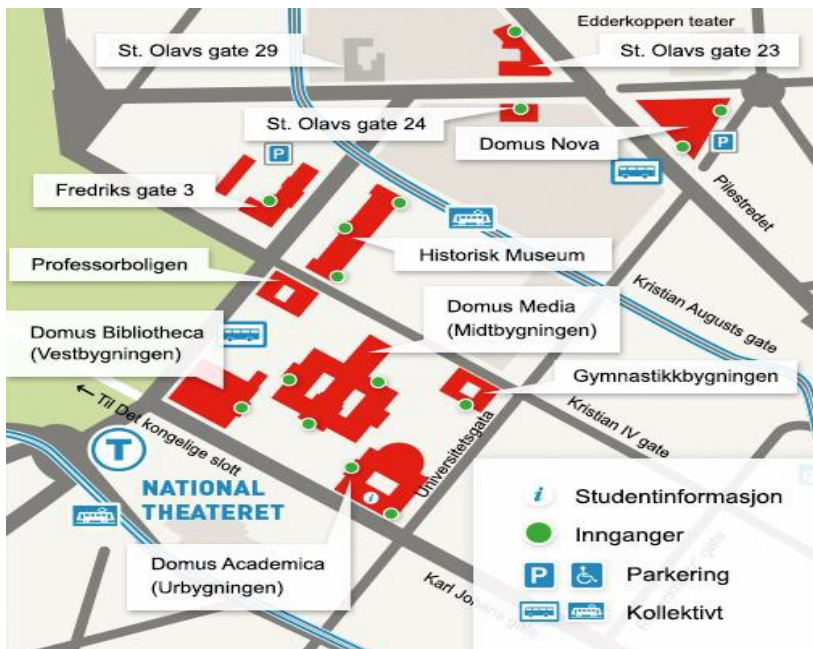 Edderkoppen teater
St. Olavs gate 29
St. Olavs gate 23
St. Olavs gate 24
Domus Nova
P
P
Fredriks gate 3
Pilestredet
Historisk Museum
Professorboligen
Kristian Augusts gate
Domus Media
(Midtbygningen)
Domus Bibliotheca
(Vestbygningen)
Gymnastikkbygningen
← Til Det kongelige slott
Kristian IV gate
Universitetsgata
T
NATIONAL
THEATERET
i
Domus Academica
(Urbygningen)
Karl Johans gate
i Studentinformasjon
Innganger
P Parkering
Kollektivt